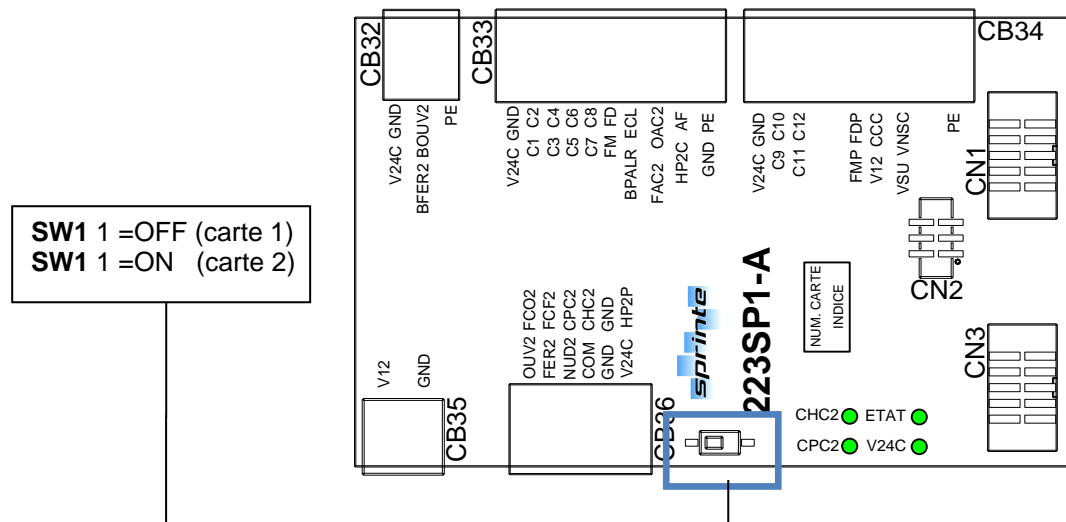 CB32
CB33
CB34
V24C GND
BFER2 BOUV2
PE
V24C GND
C1 C2
C3 C4
C5 C6
C7 C8
FM FD
BPALR ECL
FAC2 OAC2
HP2C AF
GND PE
V24C GND
C9 C10
C11 C12
FMP FDP
V12 CCC
VSU VNSC
PE
CN1
SW1 1 =OFF (carte 1)
SW1 1 =ON (carte 2)
CN2
sprinte
223SP1-A
NUM. CARTE
INDICE
CN3
V12
GND
OUV2 FCO2
FER2 FCF2
NUD2 CPC2
COM CHC2
GND GND
V24C HP2P
CB35
CB36
CHC2 ETAT
CPC2 V24C